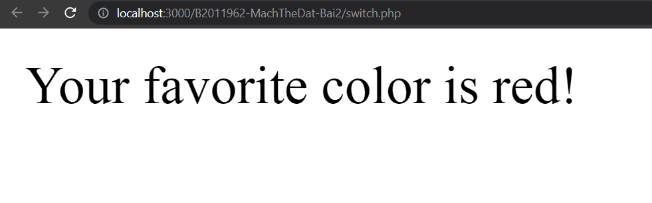 localhost:3000/B2011962-MachTheDat-Bai2/switch.php
Your favorite color is red!